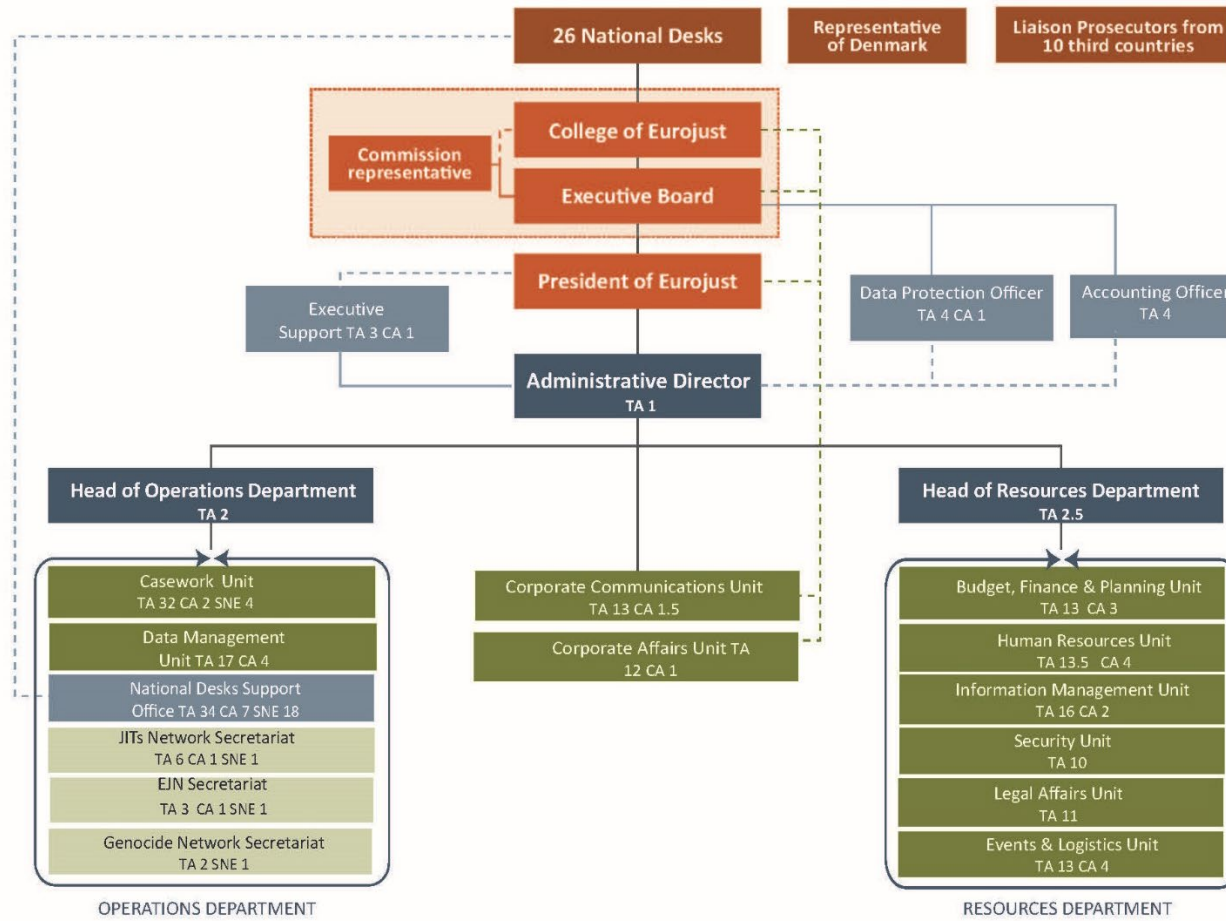 26 National Desks
Representative
of Denmark
Liaison Prosecutors from
10 third countries
College of Eurojust
Commission
representative
Executive Board
President of Eurojust
Executive
Support TA 3 CA 1
Data Protection Officer
TA 4 CA 1
Accounting Officer
TA 4
Administrative Director
TA 1
Head of Operations Department
TA 2
Head of Resources Department
TA 2.5
Casework Unit
TA 32 CA 2 SNE 4
Data Management
Unit TA 17 CA 4
National Desks Support
Office TA 34 CA 7 SNE 18
JITs Network Secretariat
TA 6 CA 1 SNE 1
EJN Secretariat
TA 3 CA 1 SNE 1
Genocide Network Secretariat
TA 2 SNE 1
OPERATIONS DEPARTMENT
Corporate Communications Unit
TA 13 CA 1.5
Corporate Affairs Unit TA
12 CA 1
Budget, Finance & Planning Unit
TA 13 CA 3
Human Resources Unit
TA 13.5 CA 4
Information Management Unit
TA 16 CA 2
Security Unit
TA 10
Legal Affairs Unit
TA 11
Events & Logistics Unit
TA 13 CA 4
RESOURCES DEPARTMENT